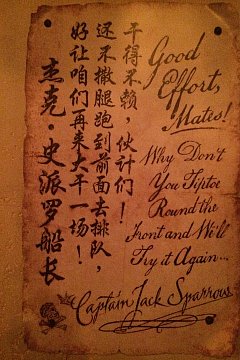 干得不赖，伙计们！
还不撒腿跑到前面去排队，
好让咱们再来大干一场！
杰克·史派罗船长
Good
Effort,
Mates!
Why Don't
You Tiptoe
Round the
Front and We'll
Try it Again...
Captain Jack Sparrow